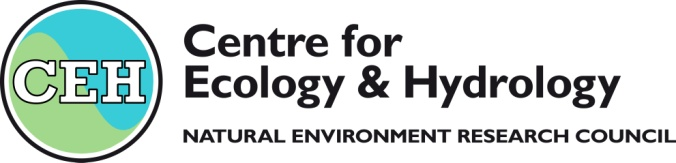 CEH
Centre for
Ecology & Hydrology
NATURAL ENVIRONMENT RESEARCH COUNCIL